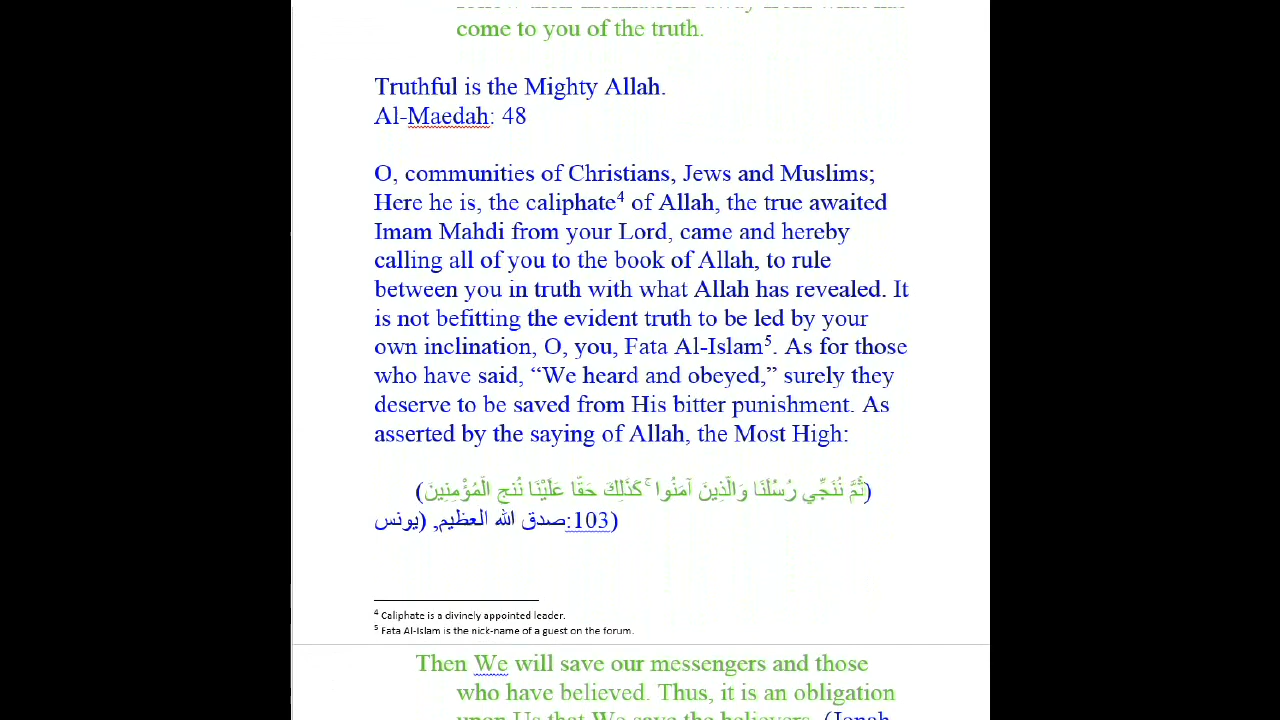 come to you of the truth.
Truthful is the Mighty Allah.
Al-Maedah: 48
O, communities of Christians, Jews and Muslims;
Here he is, the caliphate⁴ of Allah, the true awaited
Imam Mahdi from your Lord, came and hereby
calling all of you to the book of Allah, to rule
between you in truth with what Allah has revealed. It
is not befitting the evident truth to be led by your
own inclination, O, you, Fata Al-Islam⁵. As for those
who have said, “We heard and obeyed,” surely they
deserve to be saved from His bitter punishment. As
asserted by the saying of Allah, the Most High:
(ثُمَّ نُنَجِّي رُسُلَنَا وَالَّذِينَ آمَنُوا ۚ كَذَٰلِكَ حَقًّا عَلَيْنَا نُنجِ الْمُؤْمِنِينَ)
صدق الله العظيم, (يونس:103)
⁴ Caliphate is a divinely appointed leader.
⁵ Fata Al-Islam is the nick-name of a guest on the forum.
Then We will save our messengers and those
who have believed. Thus, it is an obligation
upon Us that We save the believers. (Jonah